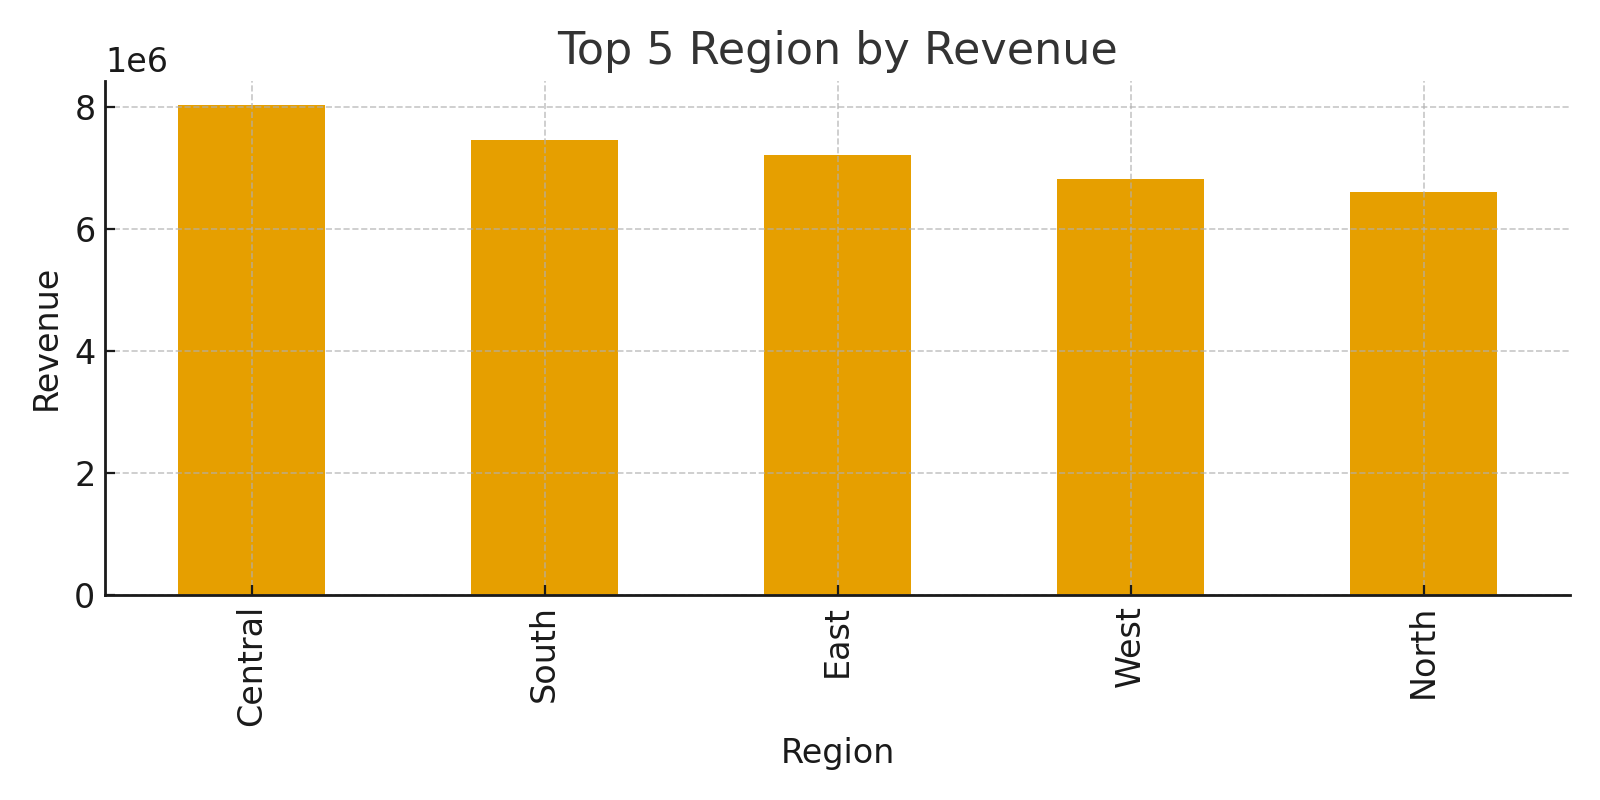 Top 5 Region by Revenue
1e6
8
6
4
2
0
Revenue
Central
South
East
West
North
Region